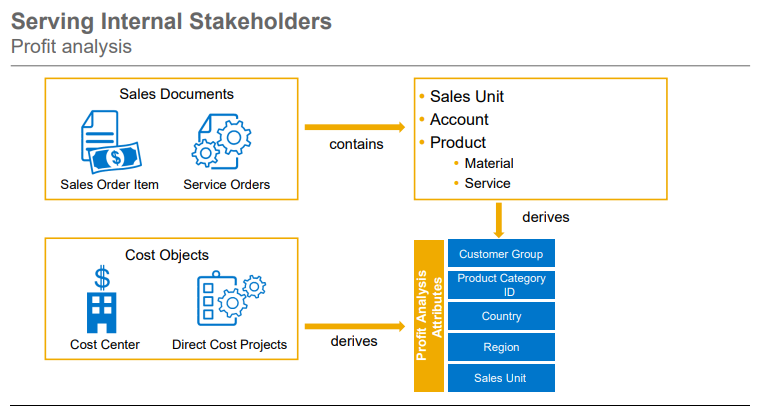 Serving Internal Stakeholders
Profit analysis
Sales Documents
$
Sales Order Item
Service Orders
contains
• Sales Unit
• Account
• Product
• Material
• Service
derives
Cost Objects
$
Cost Center
Direct Cost Projects
derives
Profit Analysis
Attributes
Customer Group
Product Category
ID
Country
Region
Sales Unit